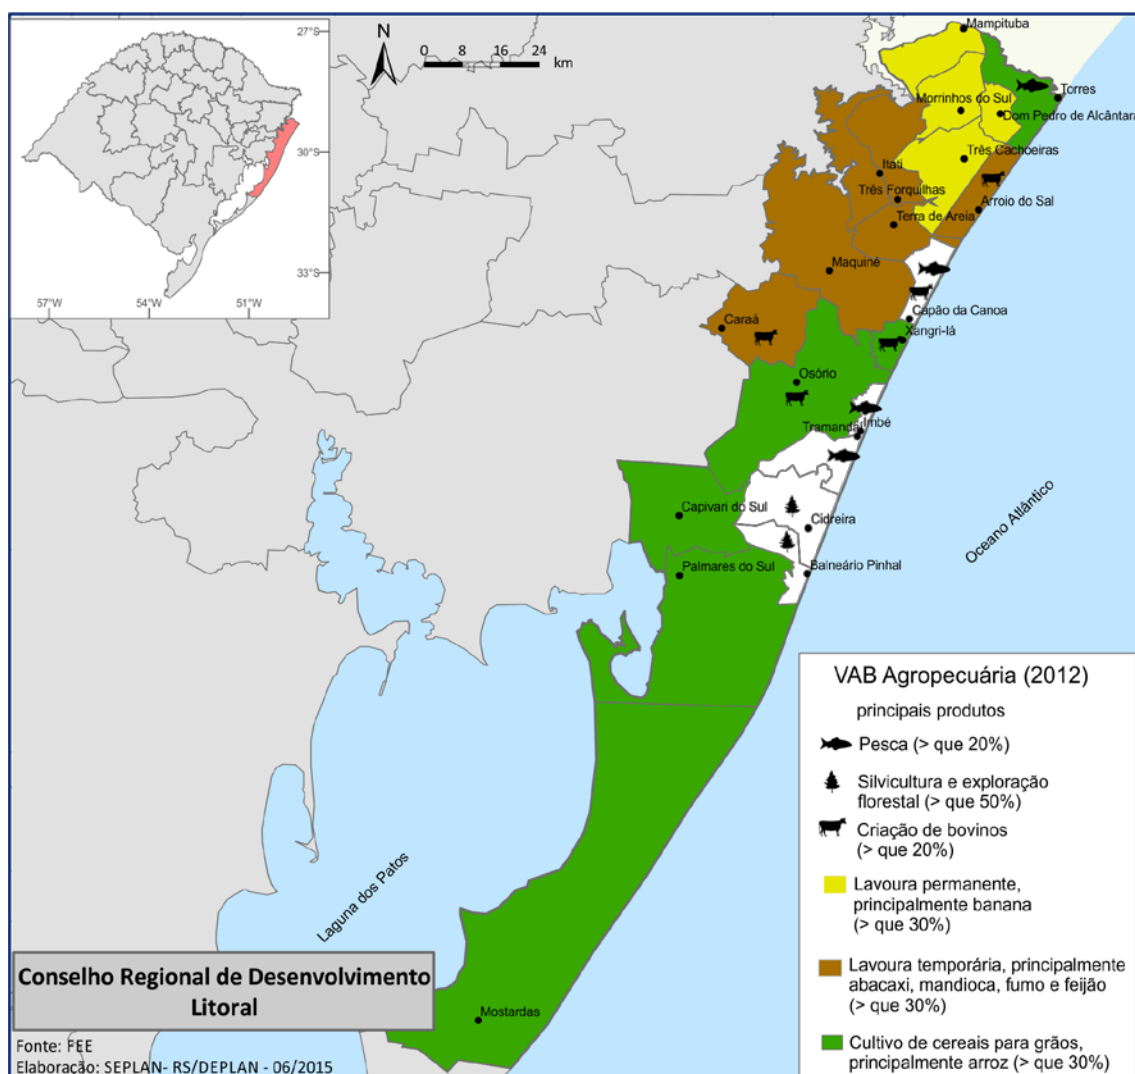 27°S
30°S
33°S
57°W
54°W
51°W
N
0 8 16 24
km
Mampituba
Torres
Morrinhos do Sul
Dom Pedro de Alcântara
Três Cachoeiras
Itati
Três Forquilhas
Arroio do Sal
Terra de Areia
Maquiné
Capão da Canoa
Caraá
Xangri-lá
Osório
Imbé
Tramandaí
Capivari do Sul
Cidreira
Oceano Atlântico
Palmares do Sul
Balneário Pinhal
Laguna dos Patos
Mostardas
VAB Agropecuária (2012)
principais produtos
Pesca (> que 20%)
Silvicultura e exploração
florestal (> que 50%)
Criação de bovinos
(> que 20%)
Lavoura permanente,
principalmente banana
(> que 30%)
Lavoura temporária, principalmente
abacaxi, mandioca, fumo e feijão
(> que 30%)
Cultivo de cereais para grãos,
principalmente arroz (> que 30%)
Conselho Regional de Desenvolvimento
Litoral
Fonte: FEE
Elaboração: SEPLAN- RS/DEPLAN - 06/2015